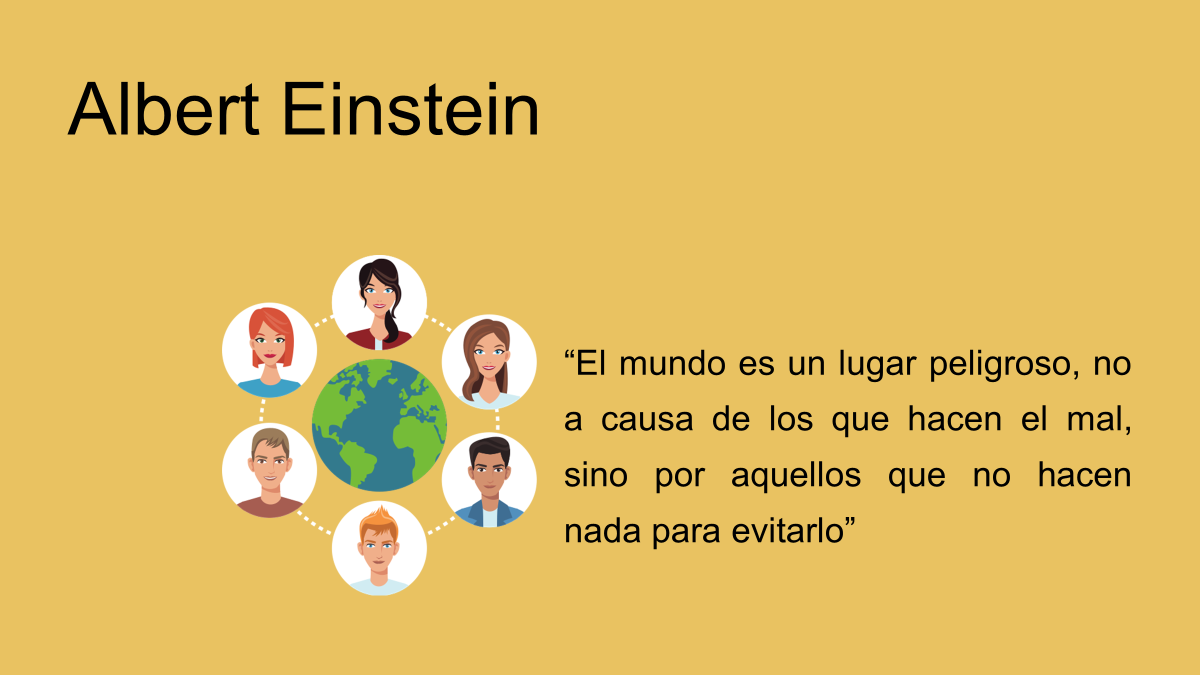 Albert Einstein
“El mundo es un lugar peligroso, no
a causa de los que hacen el mal,
sino por aquellos que no hacen
nada para evitarlo”